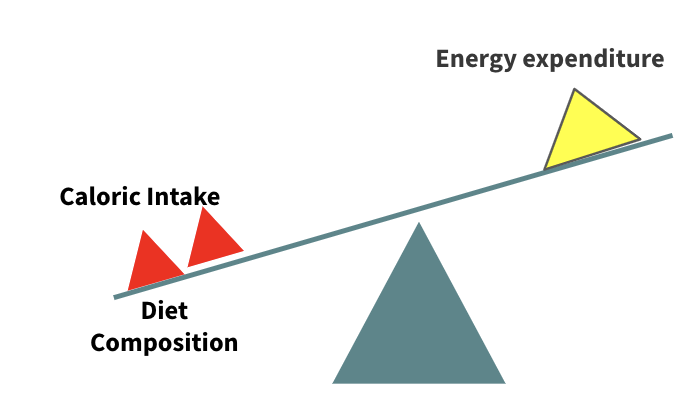 Energy expenditure
Caloric Intake
Diet
Composition